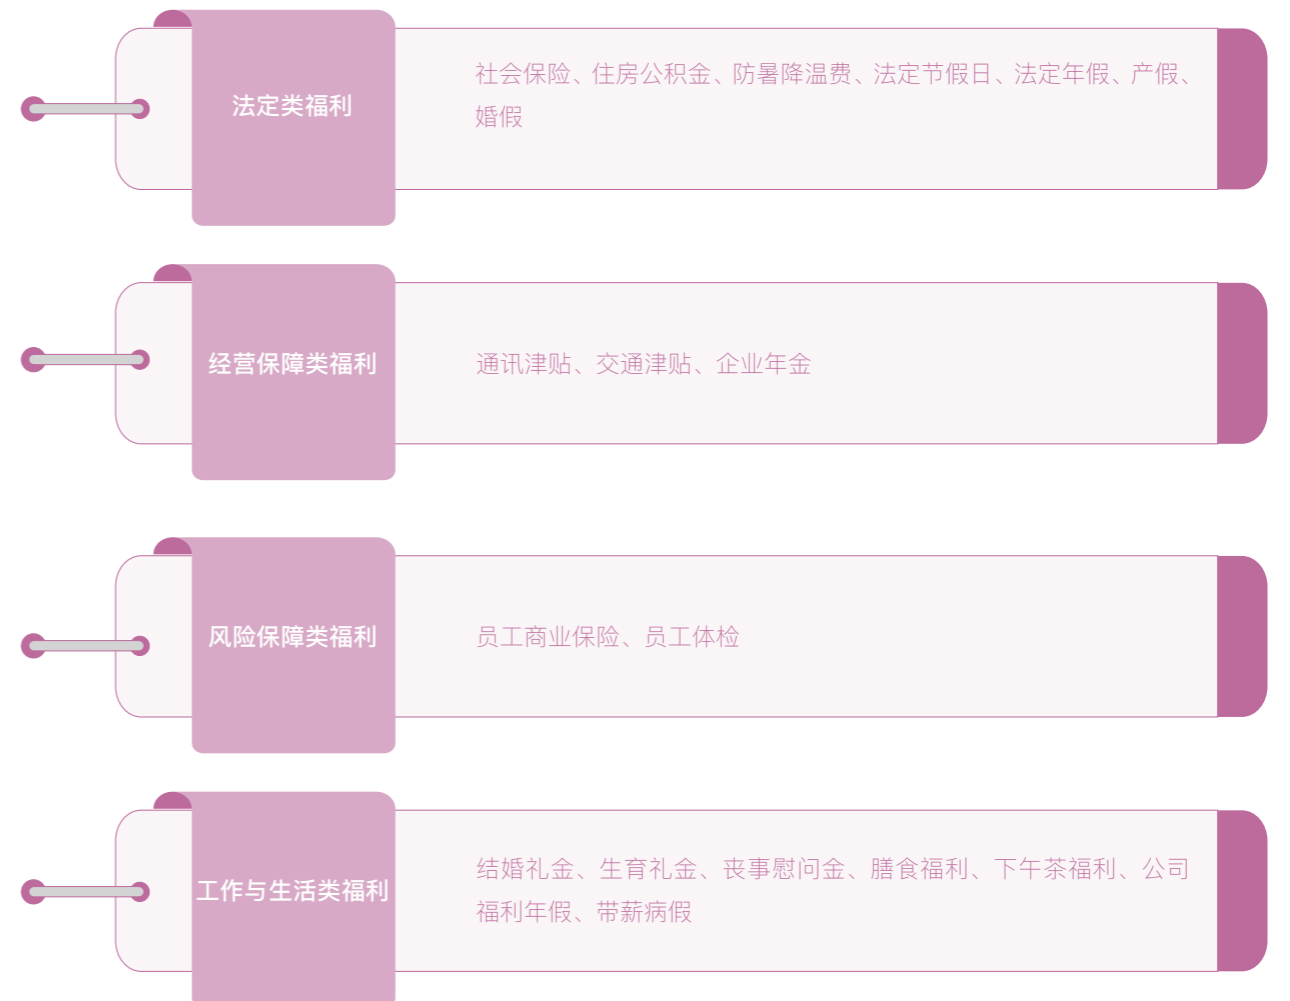 法定类福利
社会保险、住房公积金、防暑降温费、法定节假日、法定年假、产假、
婚假
经营保障类福利
通讯津贴、交通津贴、企业年金
风险保障类福利
员工商业保险、员工体检
工作与生活类福利
结婚礼金、生育礼金、丧事慰问金、膳食福利、下午茶福利、公司
福利年假、带薪病假